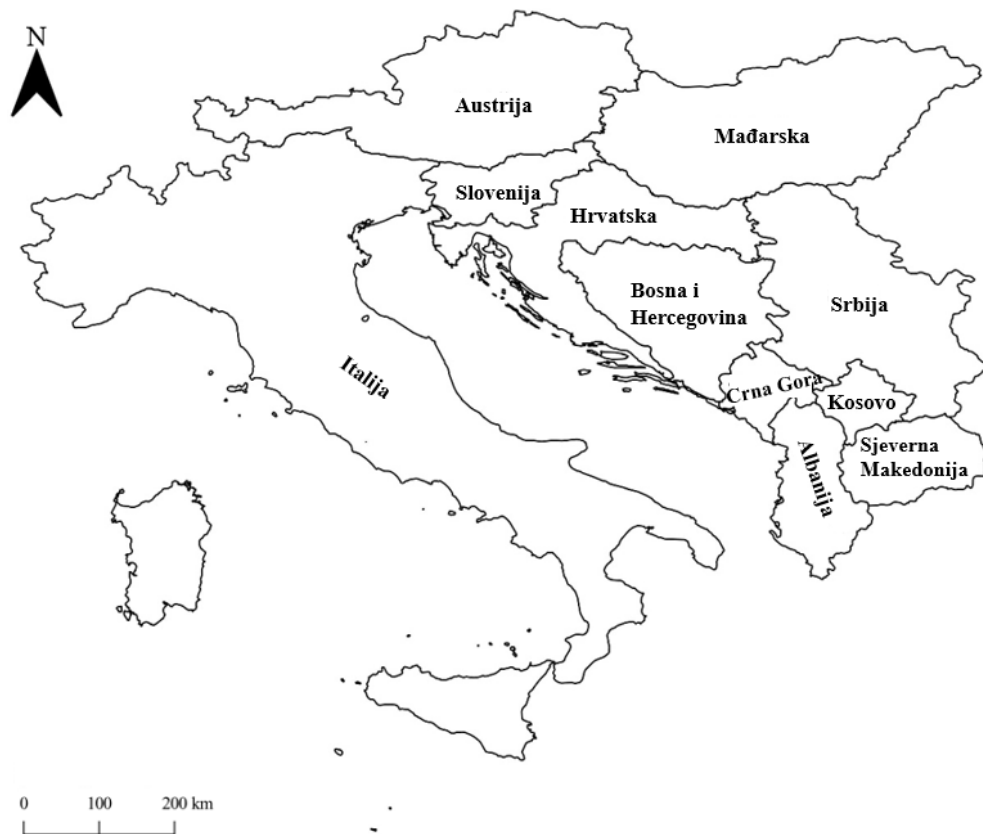 N
Austrija
Mađarska
Slovenija
Hrvatska
Bosna i
Hercegovina
Srbija
Italija
Crna Gora
Kosovo
Albanija
Sjeverna
Makedonija
0 100 200 km